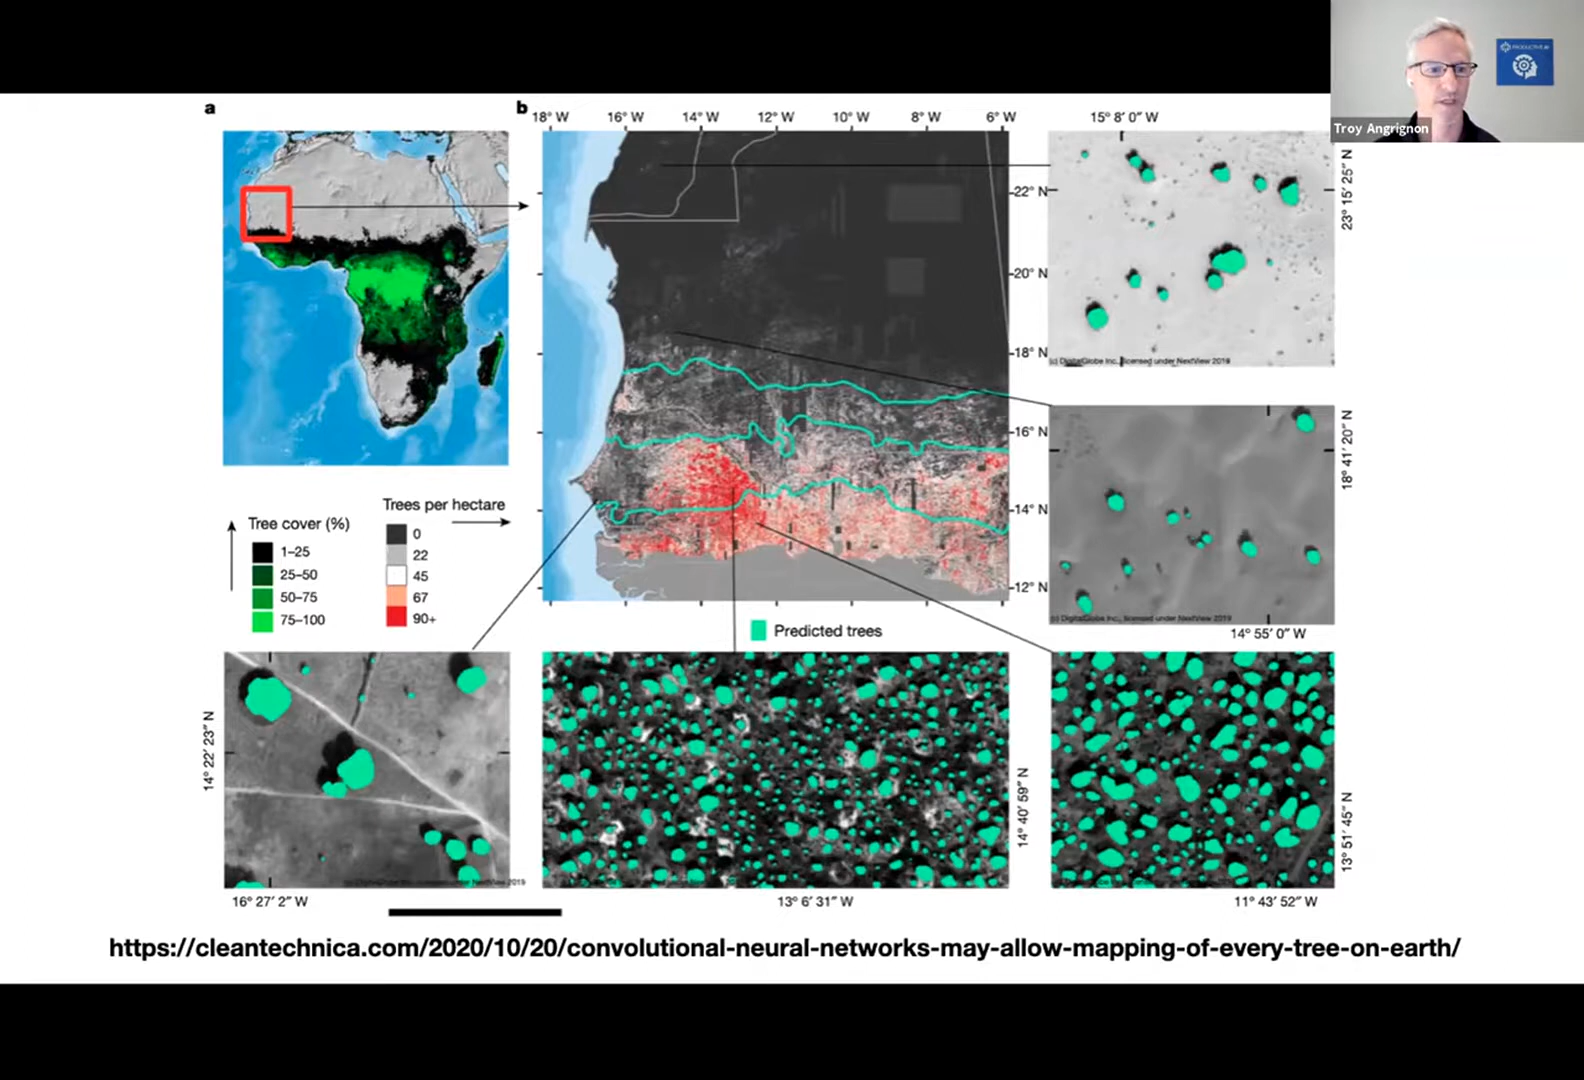 PRODUCTIVE AI
Troy Angrignon
a
b
18° W
16° W
14° W
12° W
10° W
8° W
6° W
22° N
20° N
18° N
16° N
14° N
12° N
15° 8′ 0″ W
23° 15′ 25″ N
(c) DigitalGlobe Inc., licensed under NextView 2019
18° 41′ 20″ N
(c) DigitalGlobe Inc., licensed under NextView 2019
14° 55′ 0″ W
Tree cover (%)
1–25
25–50
50–75
75–100
Trees per hectare
0
22
45
67
90+
Predicted trees
14° 22′ 23″ N
16° 27′ 2″ W
14° 40′ 59″ N
13° 6′ 31″ W
13° 51′ 45″ N
11° 43′ 52″ W
https://cleantechnica.com/2020/10/20/convolutional-neural-networks-may-allow-mapping-of-every-tree-on-earth/